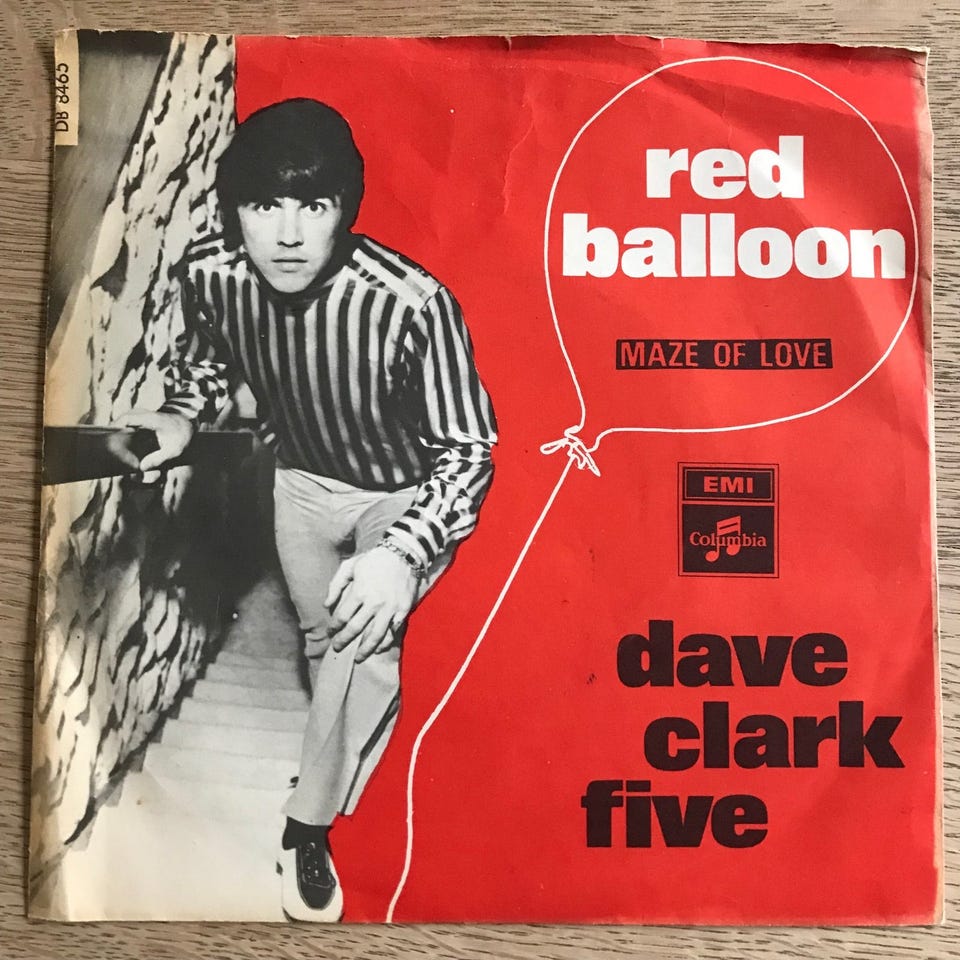 DB 8465
red
balloon
MAZE OF LOVE
EMI
Columbia
dave
clark
five